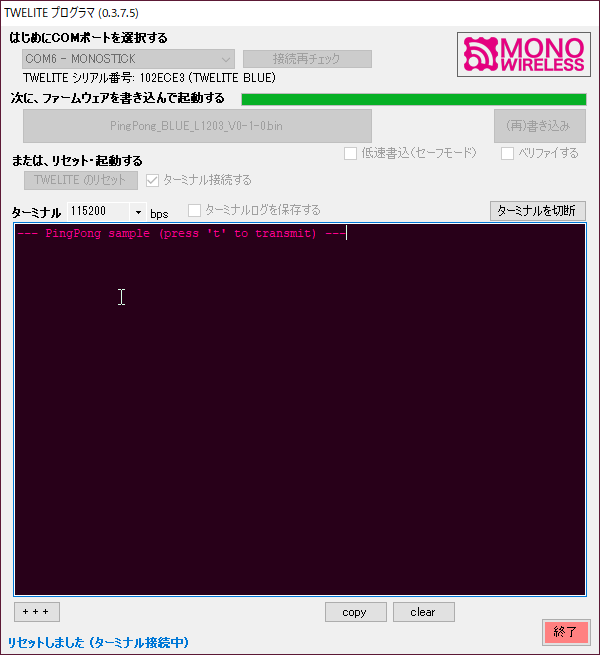 TWELITE プログラマ (0.3.7.5)
はじめにCOMポートを選択する
COM6 - MONOSTICK
接続再チェック
MONO
WIRELESS
TWELITE シリアル番号: 102ECE3 (TWELITE BLUE)
次に、ファームウェアを書き込んで起動する
PingPong_BLUE_L1203_V0-1-0.bin
(再)書き込み
低速書込(セーフモード)
ベリファイする
または、リセット・起動する
TWELITE のリセット
ターミナル接続する
ターミナル
115200
bps
ターミナルログを保存する
ターミナルを切断
--- PingPong sample (press 't' to transmit) ---
+ + +
copy
clear
終了
リセットしました (ターミナル接続中)